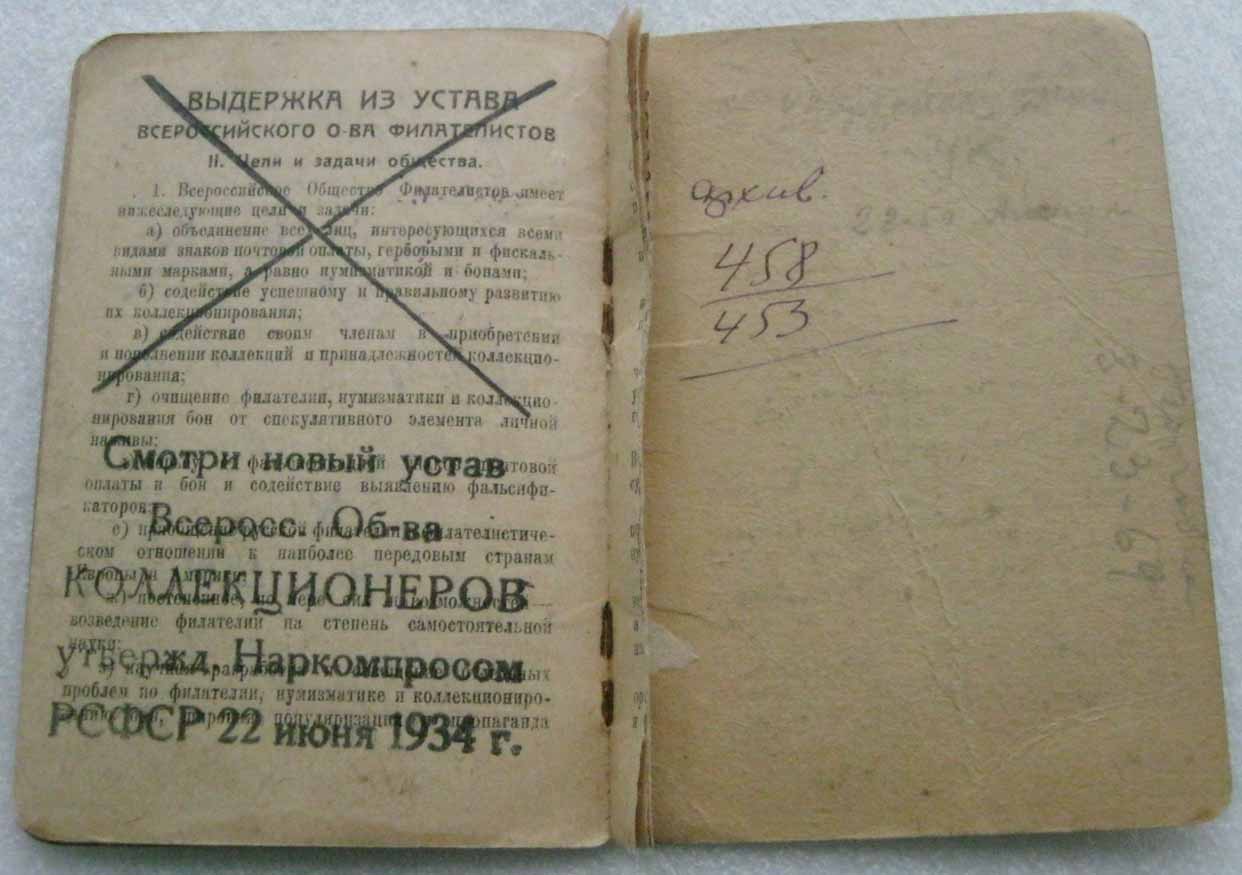 ВЫДЕРЖКА ИЗ УСТАВА
ВСЕРОССИЙСКОГО О-ВА ФИЛАТЕЛИСТОВ
II. Цели и задачи общества.
1. Всероссийское Общество Филателистов имеет
нижеследующие цели и задачи:
а) объединение всех лиц, интересующихся всеми
видами знаков почтовой оплаты, гербовыми и фискаль-
ными марками, а равно нумизматикой и бонами;
б) содействие успешному и правильному развитию
их коллекционирования;
в) содействие своим членам в приобретении
и пополнении коллекций и принадлежностей коллекцио-
нирования;
г) очищение филателии, нумизматики и коллекцио-
нирования бон от спекулятивного элемента личной
наживы;
Смотри новый устав
оплаты и бон и содействие выявлению фальсифи-
каторов;
Всеросс. Об-ва
е) филателистиче-
ском отношении к наиболее передовым странам
КОЛЛЕКЦИОНЕРОВ
возведение филателии на степень самостоятельной
науки;
утвержд. Наркомпросом
проблем по филателии, нумизматике и коллекциониро-
РСФСР 22 июня 1934 г.
популяризация пропаганда
архив.
458
453